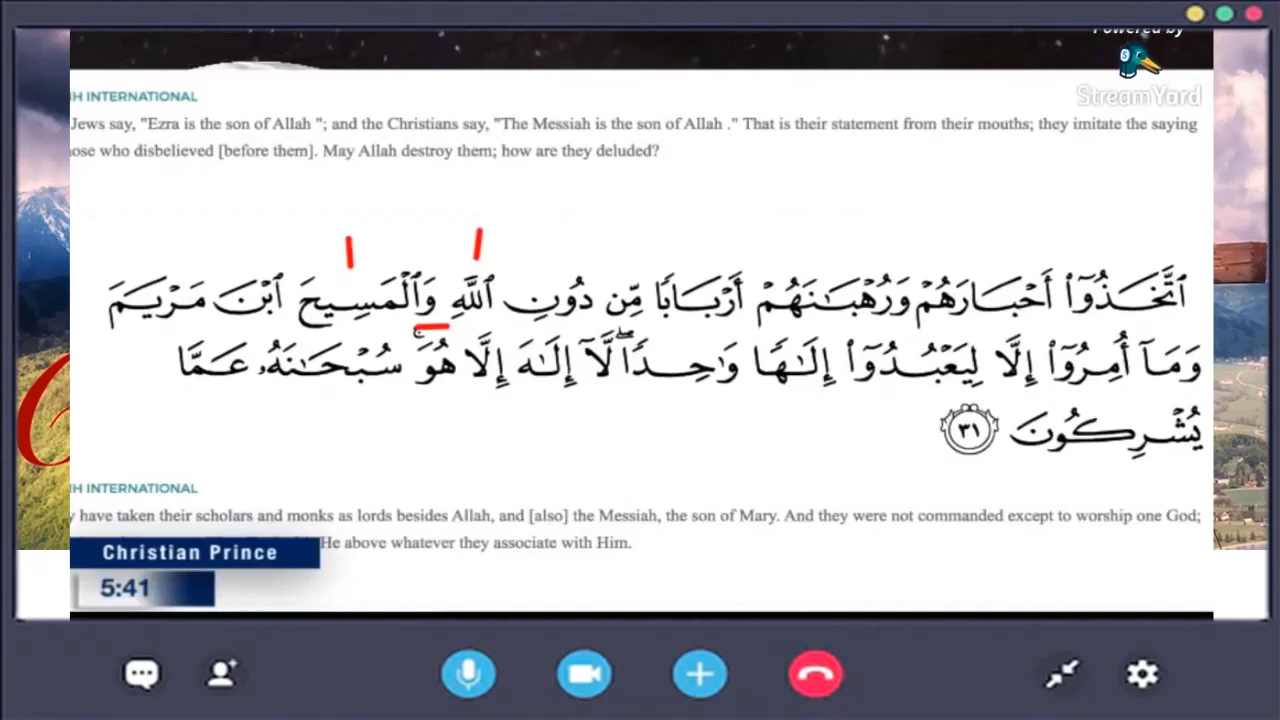 Powered by
StreamYard
IH INTERNATIONAL
Jews say, "Ezra is the son of Allah "; and the Christians say, "The Messiah is the son of Allah ." That is their statement from their mouths; they imitate the saying
ose who disbelieved [before them]. May Allah destroy them; how are they deluded?
ٱتَّخَذُوٓا۟ أَحْبَارَهُمْ وَرُهْبَـٰنَهُمْ أَرْبَابًا مِّن دُونِ ٱللَّهِ وَٱلْمَسِيحَ ٱبْنَ مَرْيَمَ
وَمَآ أُمِرُوٓا۟ إِلَّا لِيَعْبُدُوٓا۟ إِلَـٰهًا وَٰحِدًا ۖ لَّآ إِلَـٰهَ إِلَّا هُوَ ۚ سُبْحَـٰنَهُۥ عَمَّا
يُشْرِكُونَ ٣١
IH INTERNATIONAL
y have taken their scholars and monks as lords besides Allah, and [also] the Messiah, the son of Mary. And they were not commanded except to worship one God;
He above whatever they associate with Him.
Christian Prince
5:41